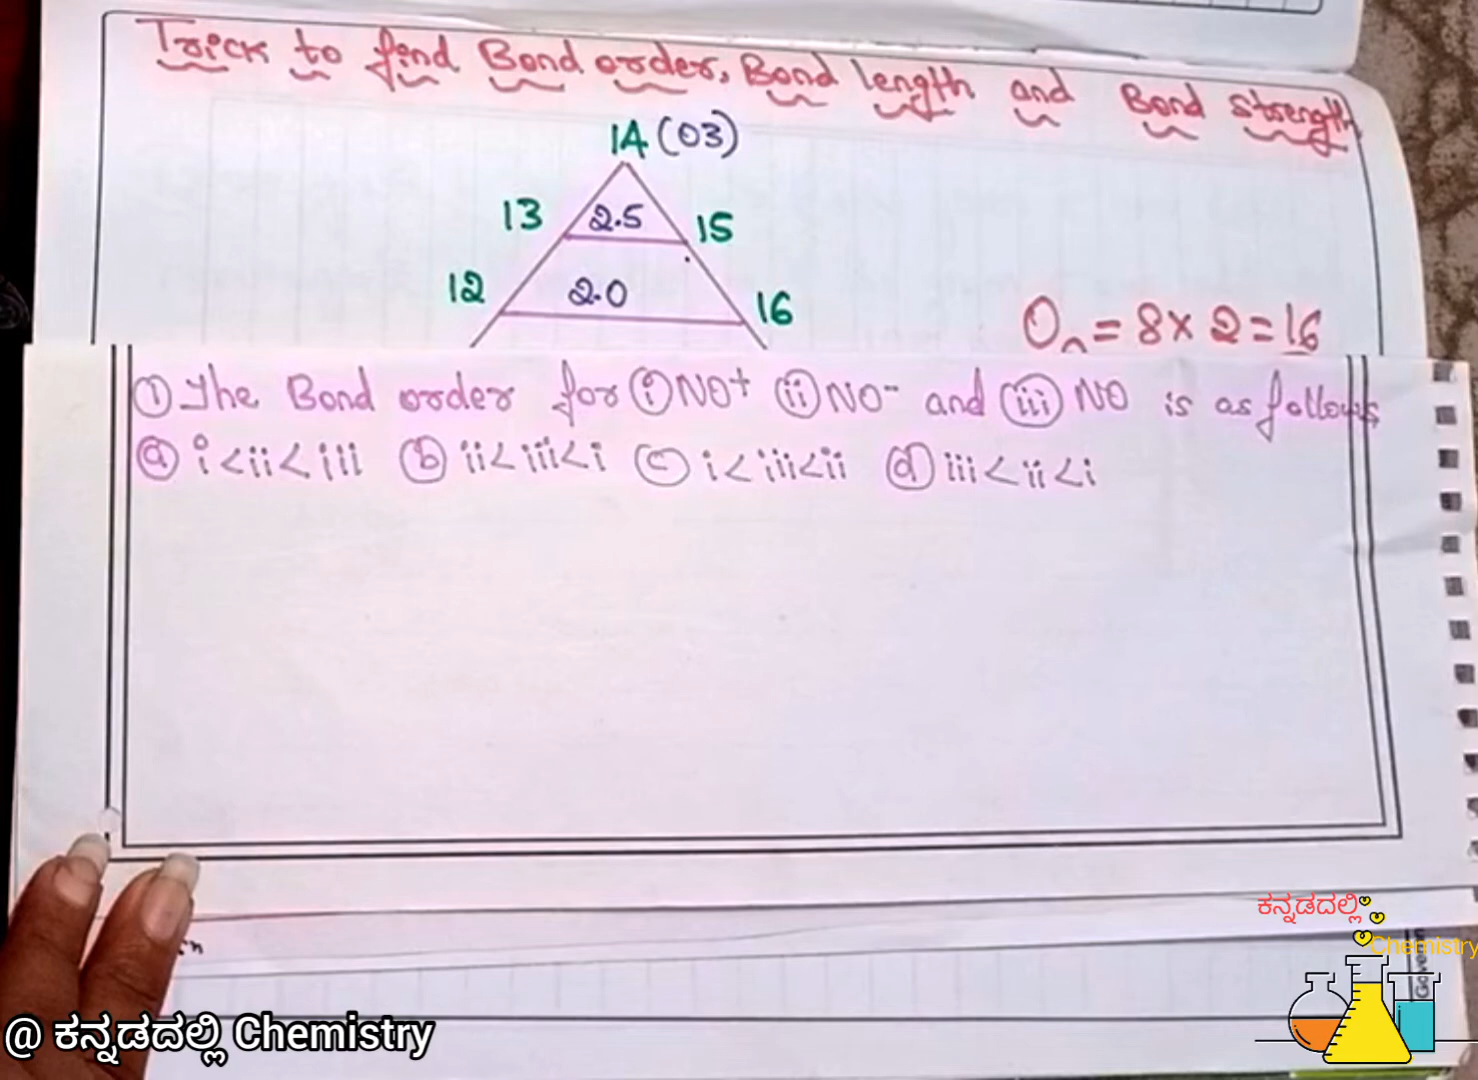 Trick to find Bond order, Bond length and Bond strength
14 (03)
13 2.5 15
12 2.0 16
O₂ = 8 × 2 = 16
① The Bond order for ⓘ NO⁺ (ii) NO⁻ and (iii) NO is as follows,
ⓐ i<ii<iii ⓑ ii<iii<i ⓒ i<iii<ii ⓓ iii<ii<i
ಕನ್ನಡದಲ್ಲಿ
Chemistry
@ ಕನ್ನಡದಲ್ಲಿ Chemistry